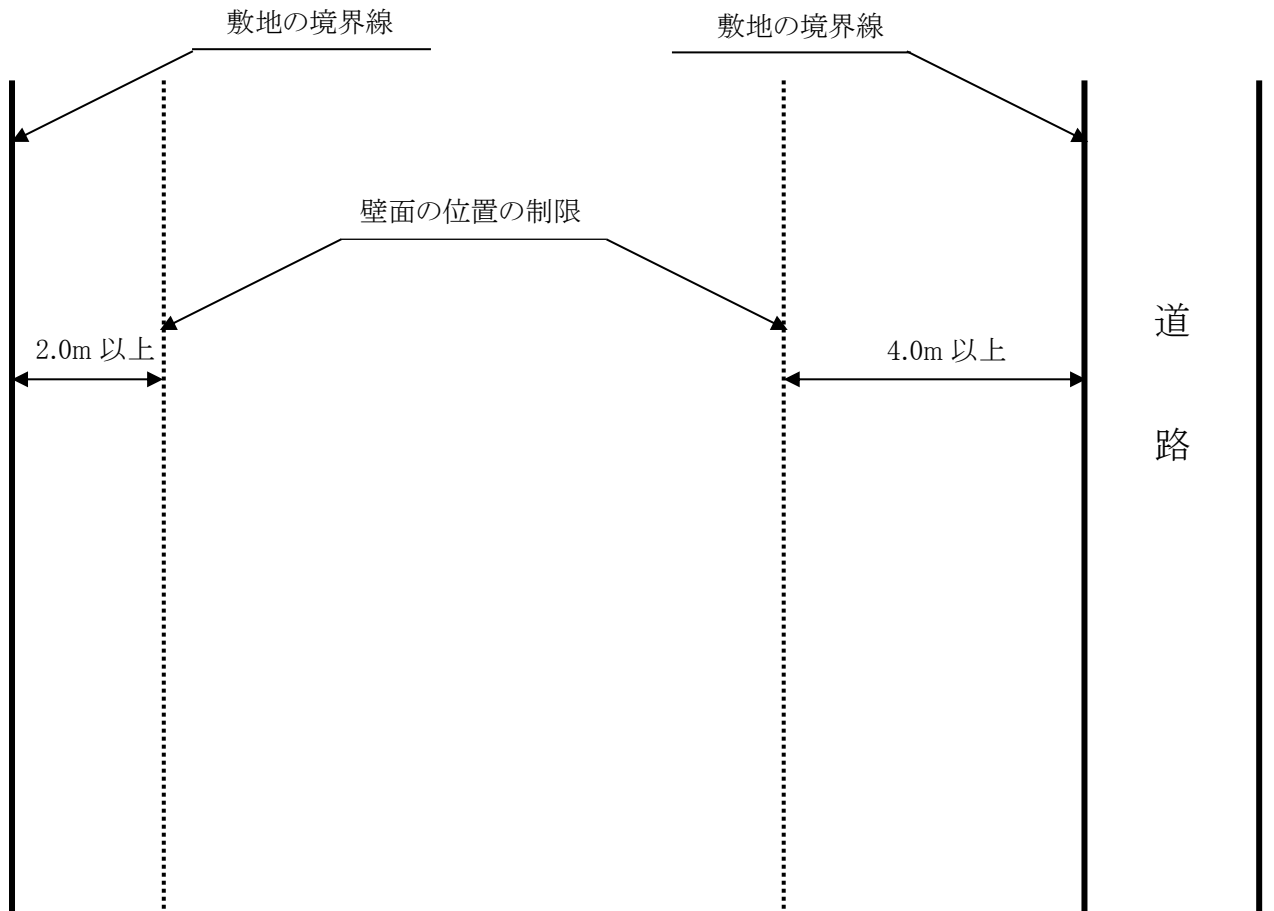 敷地の境界線
敷地の境界線
壁面の位置の制限
道
路
2.0m 以上
4.0m 以上